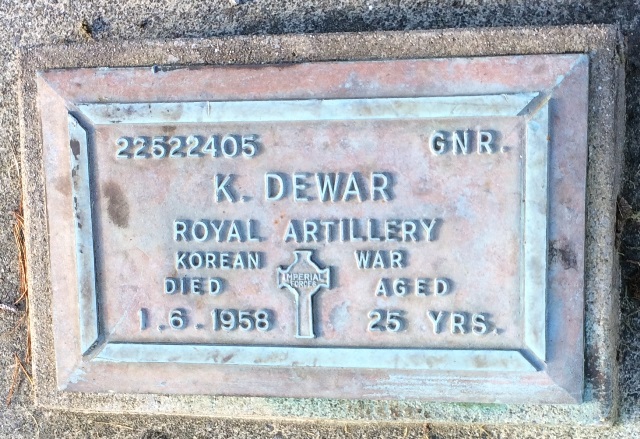 22522405 GNR.
K. DEWAR
ROYAL ARTILLERY
KOREAN WAR
IMPERIAL
FORCES
DIED AGED
1.6.1958 25 YRS.